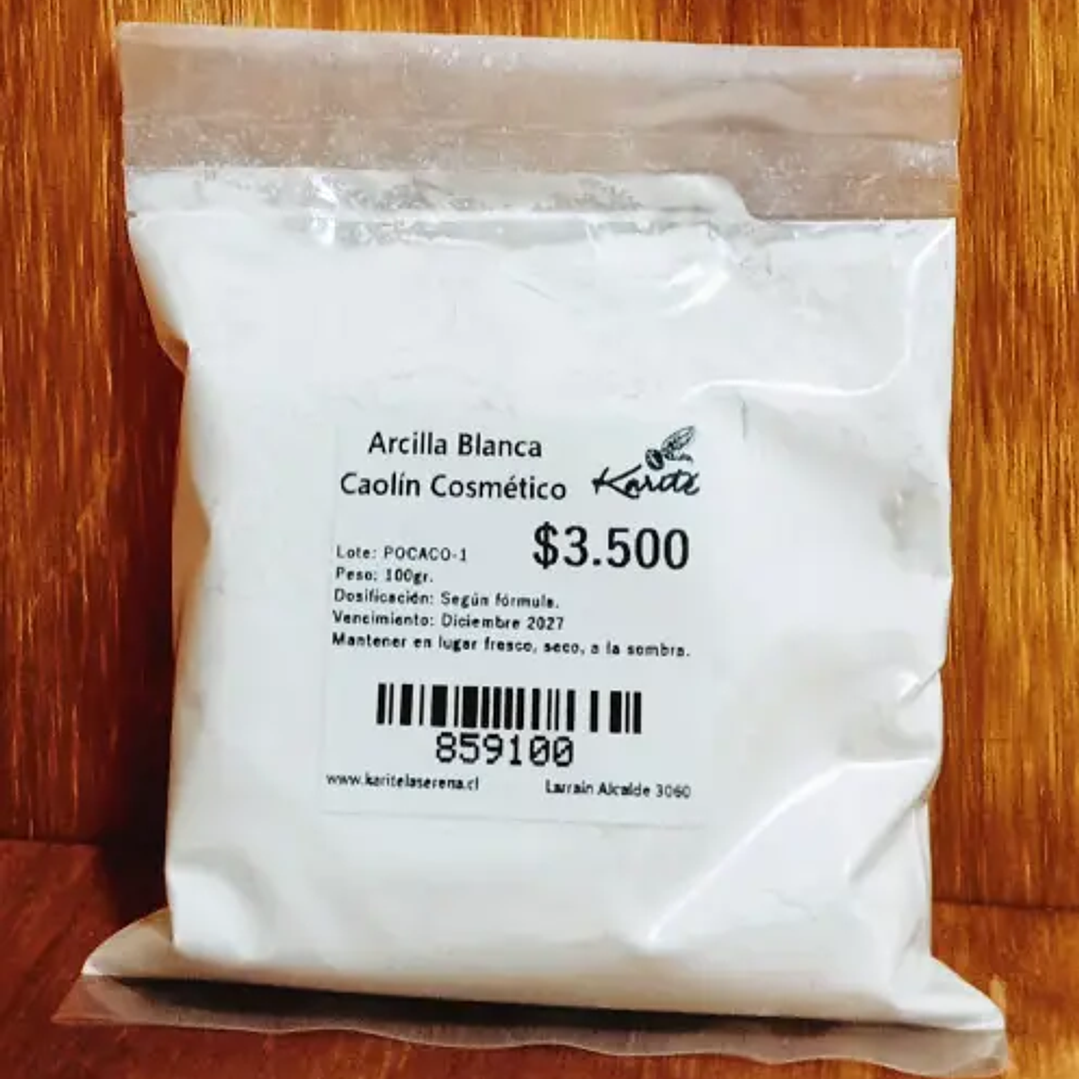 Arcilla Blanca
Caolín Cosmético
Karité
$3.500
Lote: POCACO-1
Peso: 100gr.
Dosificación: Según fórmula.
Vencimiento: Diciembre 2027
Mantener en lugar fresco, seco, a la sombra.
859100
www.karitelaserena.cl Larraín Alcalde 3060